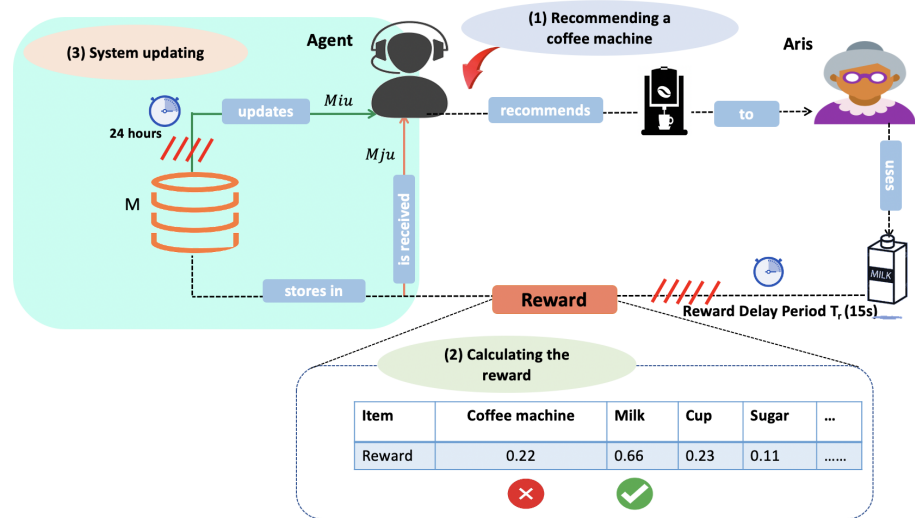 (1) Recommending a
coffee machine
(3) System updating
Agent
Aris
Miu
updates
recommends
to
24 hours
Mju
uses
M
is received
MILK
stores in
Reward
Reward Delay Period Tr (15s)
(2) Calculating the
reward
Item Coffee machine Milk Cup Sugar ...
Reward 0.22 0.66 0.23 0.11 ......